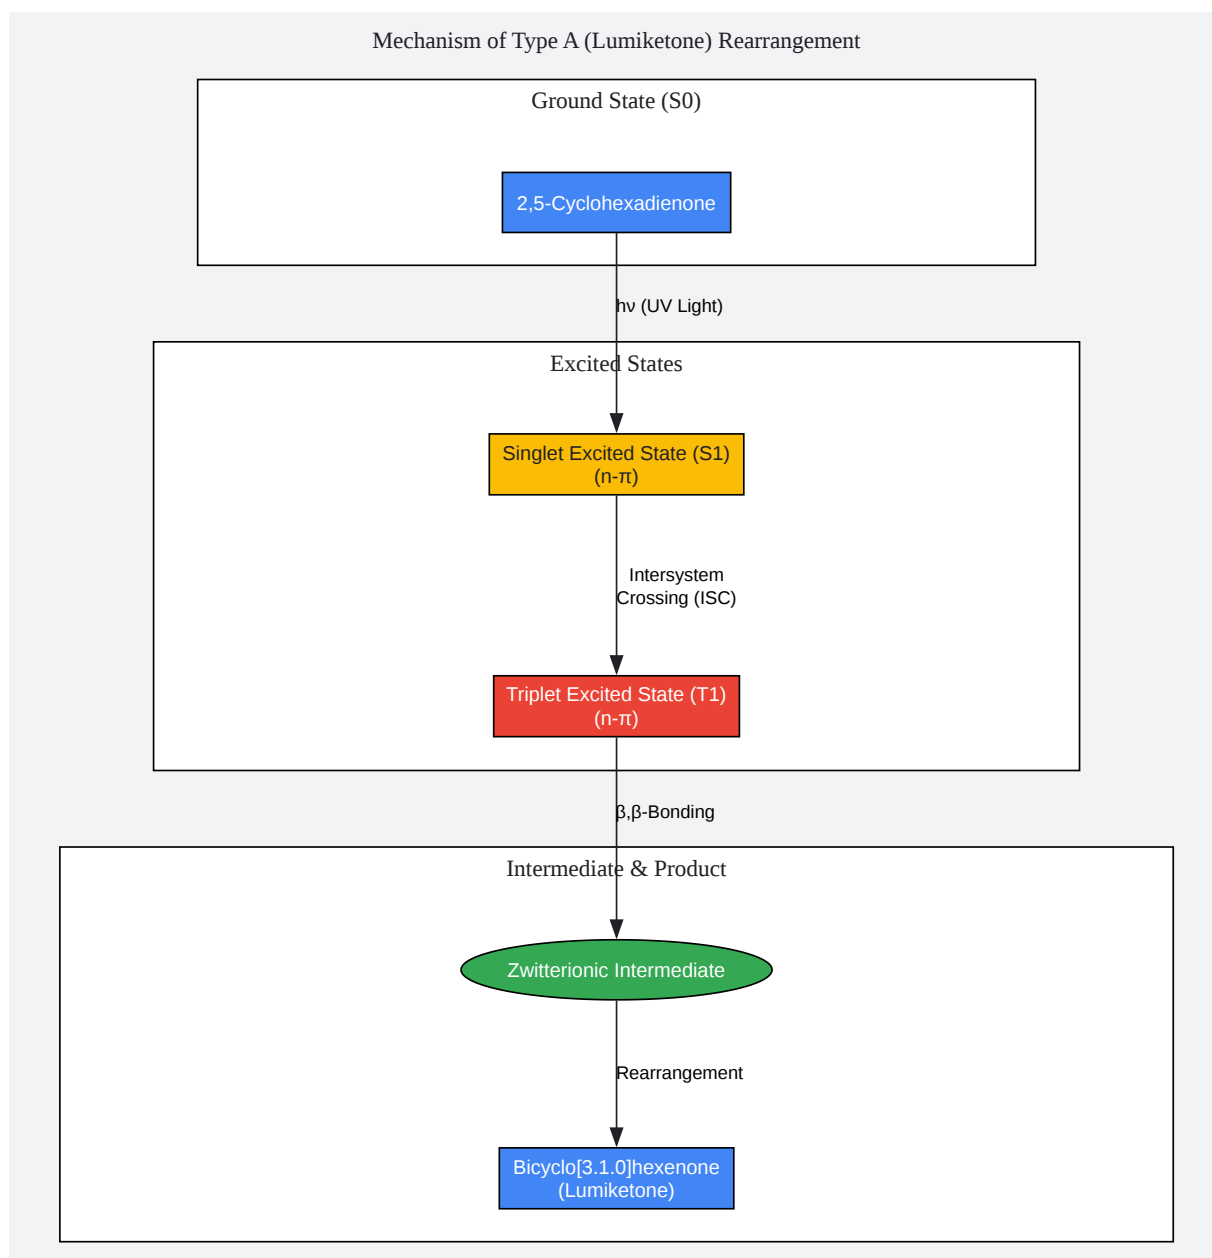 Mechanism of Type A (Lumiketone) Rearrangement
Ground State (S0)
2,5-Cyclohexadienone
hν (UV Light)
Excited States
Singlet Excited State (S1)
(n-π)
Intersystem
Crossing (ISC)
Triplet Excited State (T1)
(n-π)
β,β-Bonding
Intermediate & Product
Zwitterionic Intermediate
Rearrangement
Bicyclo[3.1.0]hexenone
(Lumiketone)